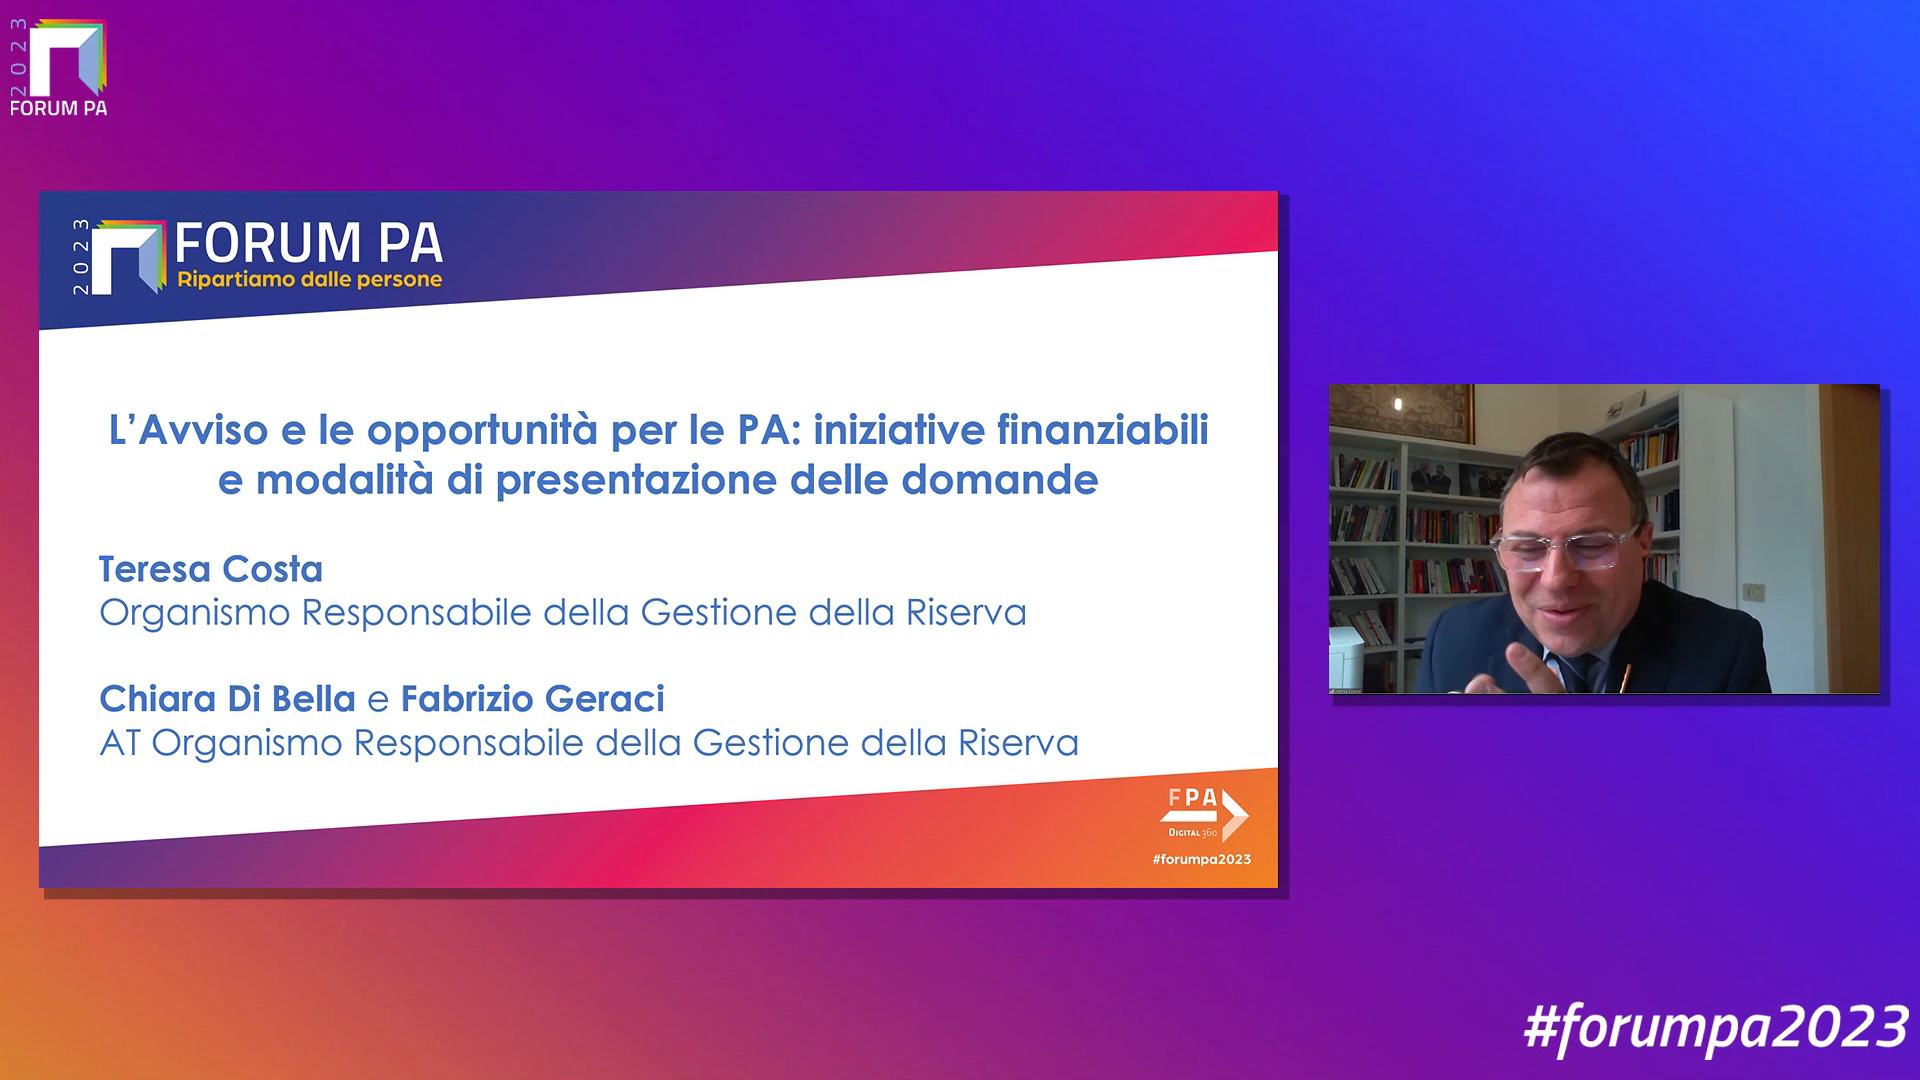 2023
FORUM PA
2023
FORUM PA
Ripartiamo dalle persone
L’Avviso e le opportunità per le PA: iniziative finanziabili
e modalità di presentazione delle domande
Teresa Costa
Organismo Responsabile della Gestione della Riserva
Chiara Di Bella e Fabrizio Geraci
AT Organismo Responsabile della Gestione della Riserva
FPA
DIGITAL360
#forumpa2023
#forumpa2023